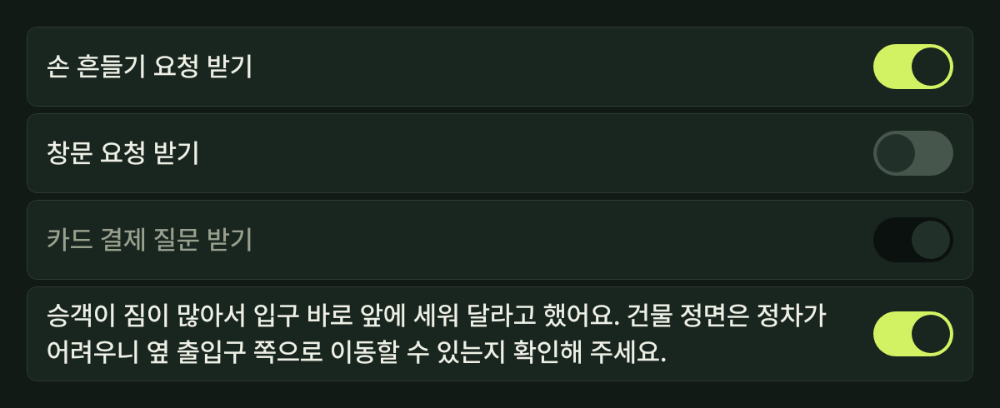 손 흔들기 요청 받기
창문 요청 받기
카드 결제 질문 받기
승객이 짐이 많아서 입구 바로 앞에 세워 달라고 했어요. 건물 정면은 정차가
어려우니 옆 출입구 쪽으로 이동할 수 있는지 확인해 주세요.